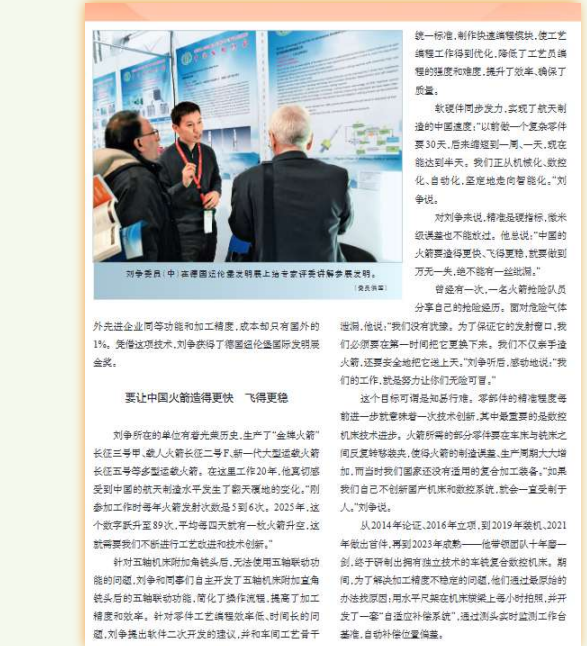 刘争委员(中)在德国纽伦堡发明展上给专家评委讲解参展发明。
(委员供图)
外先进企业同等功能和加工精度,成本却只有国外的
1%。凭借这项技术,刘争获得了德国纽伦堡国际发明展
金奖。
要让中国火箭造得更快 飞得更稳
刘争所在的单位有着光荣历史,生产了“金牌火箭”
长征三号甲、载人火箭长征二号F、新一代大型运载火箭
长征五号等多型运载火箭。在这里工作20年,他真切感
受到中国的航天制造水平发生了翻天覆地的变化。“刚
参加工作时每年火箭发射次数是5到6次。2025年,这
个数字跃升至89次,平均每四天就有一枚火箭升空,这
就需要我们不断进行工艺改进和技术创新。”
针对五轴机床附加角铣头后,无法使用五轴联动功
能的问题,刘争和同事们自主开发了五轴机床附加直角
铣头后的五轴联动功能,简化了操作流程,提高了加工
精度和效率。针对零件工艺编程效率低、时间长的问
题,刘争提出软件二次开发的建议,并和车间工艺骨干
统一标准,制作快速编程模块,使工艺
编程工作得到优化,降低了工艺员编
程的强度和难度,提升了效率、确保了
质量。
软硬件同步发力,实现了航天制
造的中国速度:“以前做一个复杂零件
要30天,后来缩短到一周、一天,现在
能达到半天。我们正从机械化、数控
化、自动化,坚定地走向智能化。”刘
争说。
对刘争来说,精准是硬指标,微米
级误差也不能放过。他总说:“中国的
火箭要造得更快、飞得更稳,就要做到
万无一失,绝不能有一丝纰漏。”
曾经有一次,一名火箭抢险队员
分享自己的抢险经历。面对危险气体
泄漏,他说:“我们没有犹豫。为了保证它的发射窗口,我
们必须要在第一时间把它更换下来。我们不仅亲手造
火箭,还要安全地把它送上天。”刘争听后,感动地说:“我
们的工作,就是努力让你们无险可冒。”
这个目标可谓是知易行难。零部件的精准程度每
前进一步就意味着一次技术创新,其中最重要的是数控
机床技术进步。火箭所需的部分零件要在车床与铣床之
间反复转移装夹,使得火箭的制造误差、生产周期大大增
加,而当时我们国家还没有适用的复合加工装备。“如果
我们自己不创新国产机床和数控系统,就会一直受制于
人。”刘争说。
从2014年论证、2016年立项,到2019年装机、2021
年做出首件,再到2023年成熟——他带领团队十年磨一
剑,终于研制出拥有独立技术的车铣复合数控机床。期
间,为了解决加工精度不稳定的问题,他们通过最原始的
办法找原因:用水平尺架在机床横梁上每小时拍照,并开
发了一套“自适应补偿系统”,通过测头实时监测工作台
基准,自动补偿位置偏差。